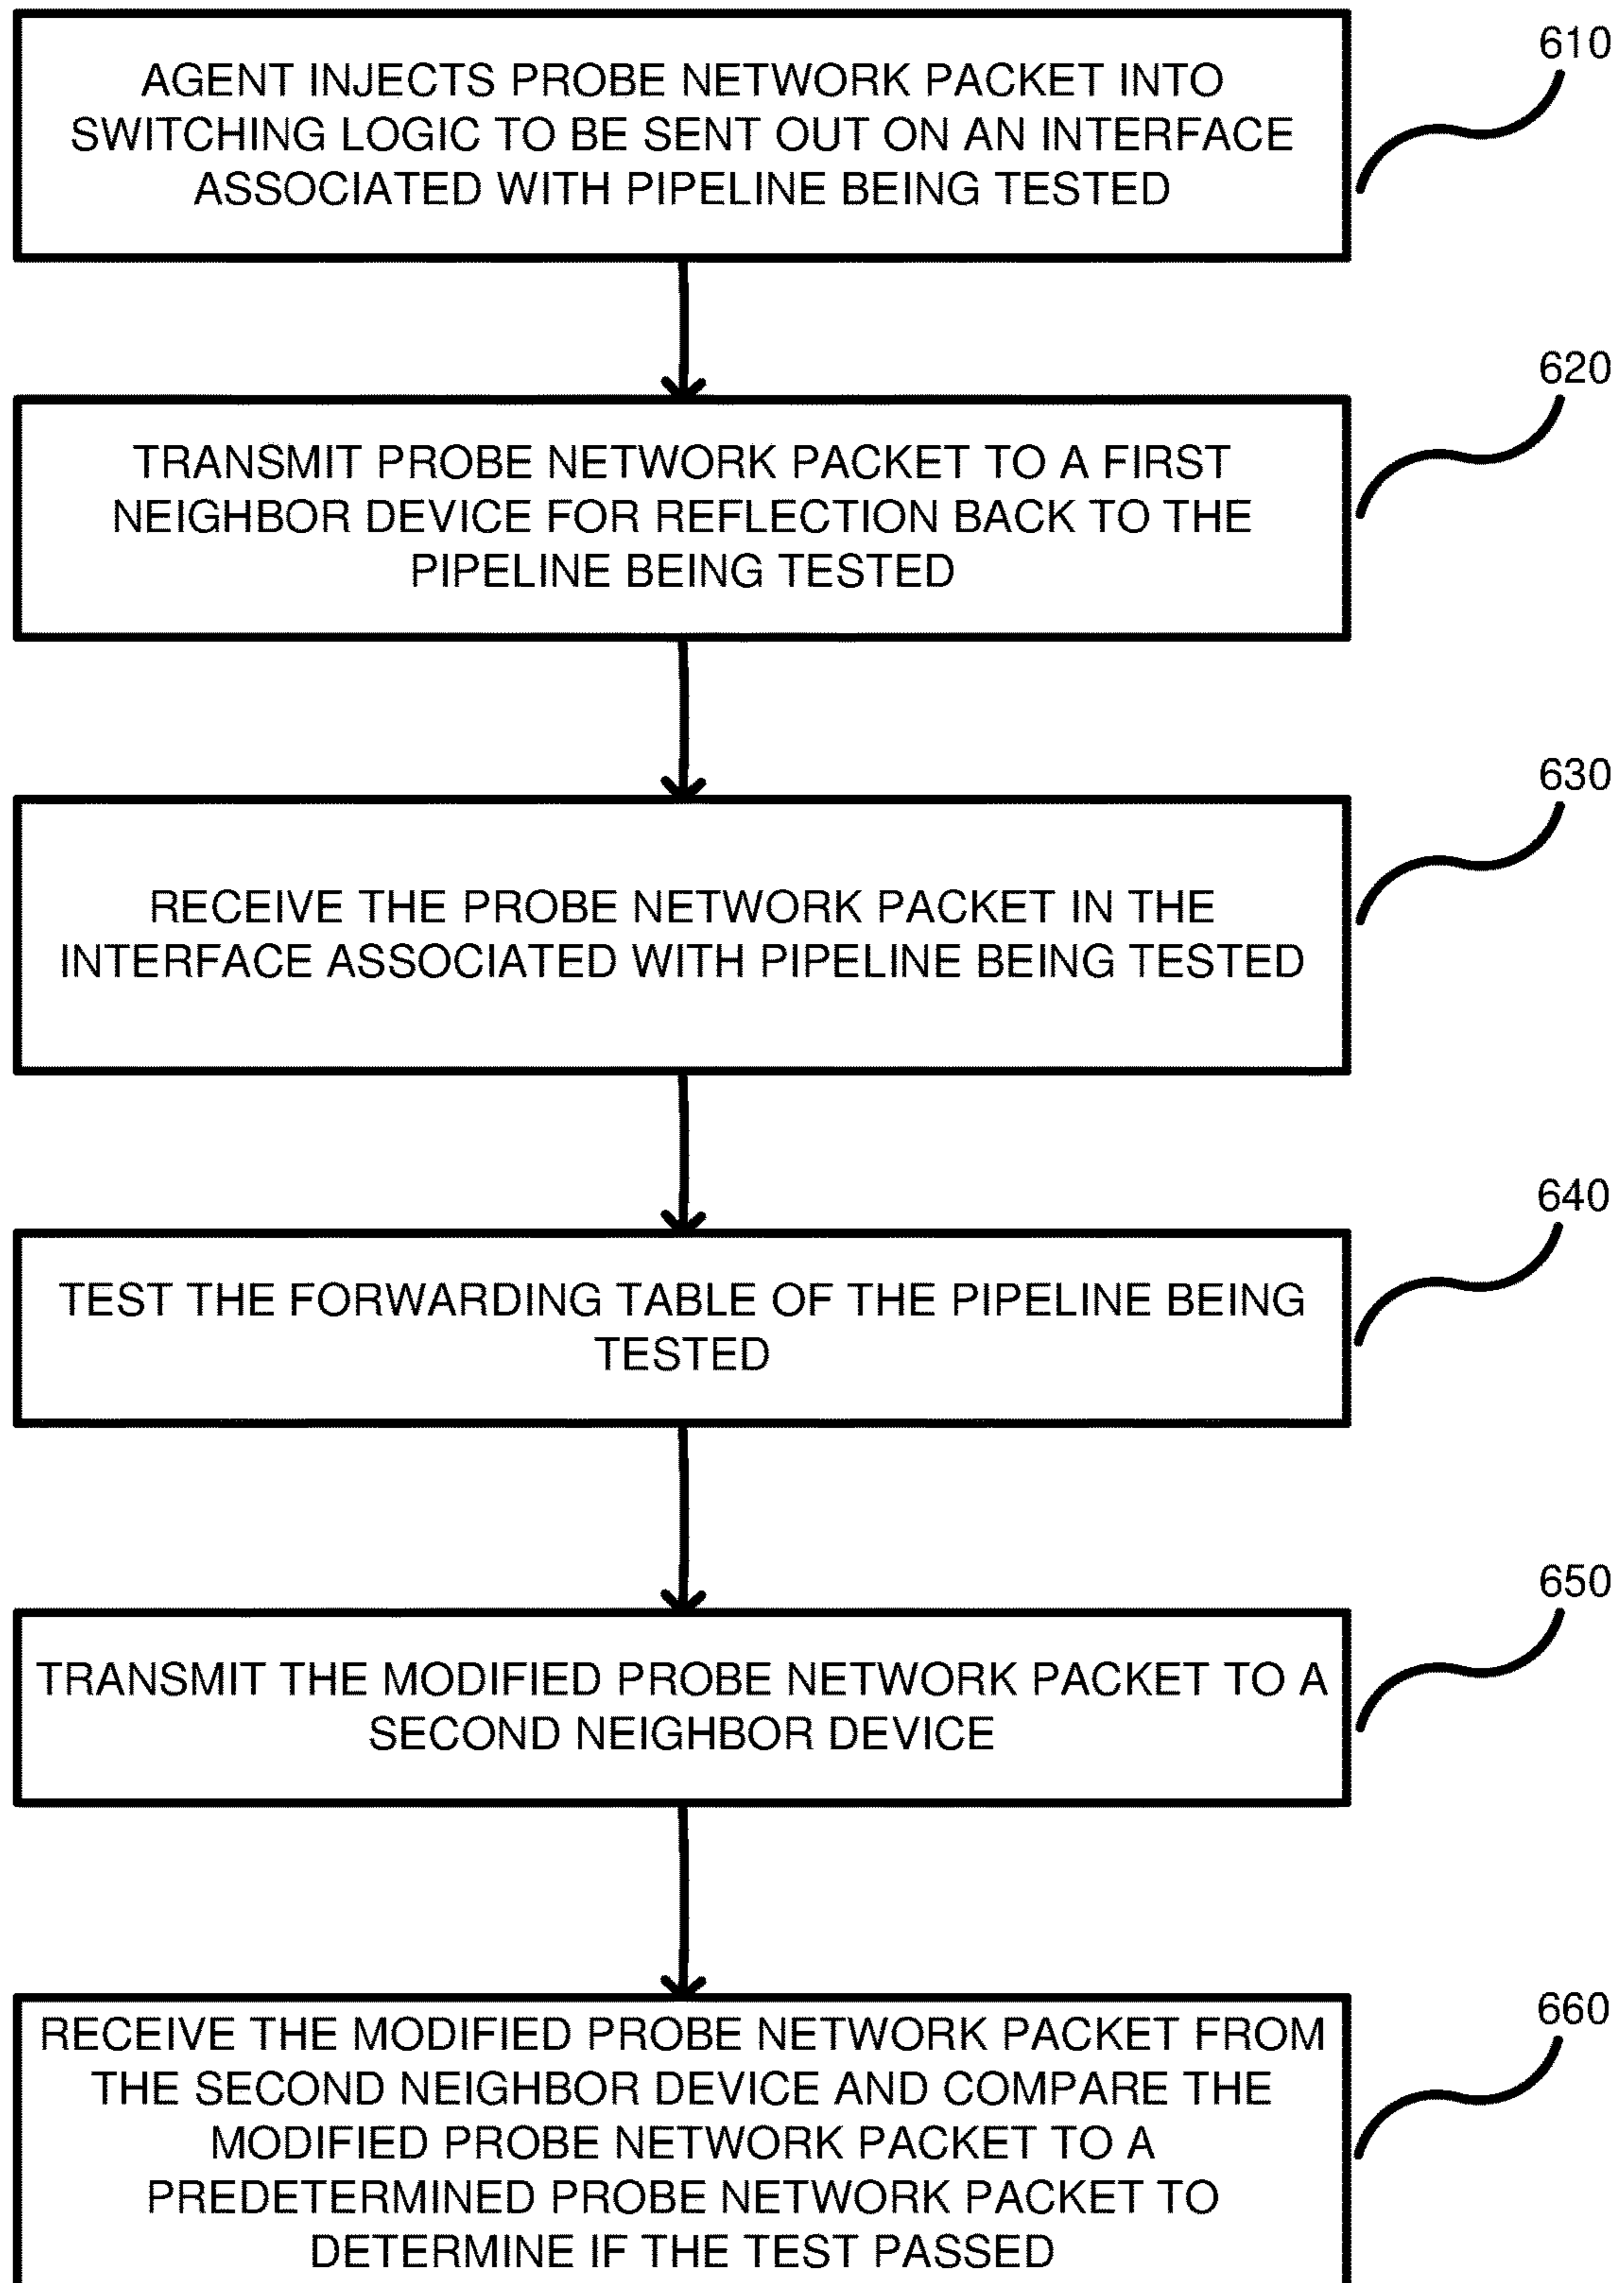 610
AGENT INJECTS PROBE NETWORK PACKET INTO
SWITCHING LOGIC TO BE SENT OUT ON AN INTERFACE
ASSOCIATED WITH PIPELINE BEING TESTED
620
TRANSMIT PROBE NETWORK PACKET TO A FIRST
NEIGHBOR DEVICE FOR REFLECTION BACK TO THE
PIPELINE BEING TESTED
630
RECEIVE THE PROBE NETWORK PACKET IN THE
INTERFACE ASSOCIATED WITH PIPELINE BEING TESTED
640
TEST THE FORWARDING TABLE OF THE PIPELINE BEING
TESTED
650
TRANSMIT THE MODIFIED PROBE NETWORK PACKET TO A
SECOND NEIGHBOR DEVICE
660
RECEIVE THE MODIFIED PROBE NETWORK PACKET FROM
THE SECOND NEIGHBOR DEVICE AND COMPARE THE
MODIFIED PROBE NETWORK PACKET TO A
PREDETERMINED PROBE NETWORK PACKET TO
DETERMINE IF THE TEST PASSED